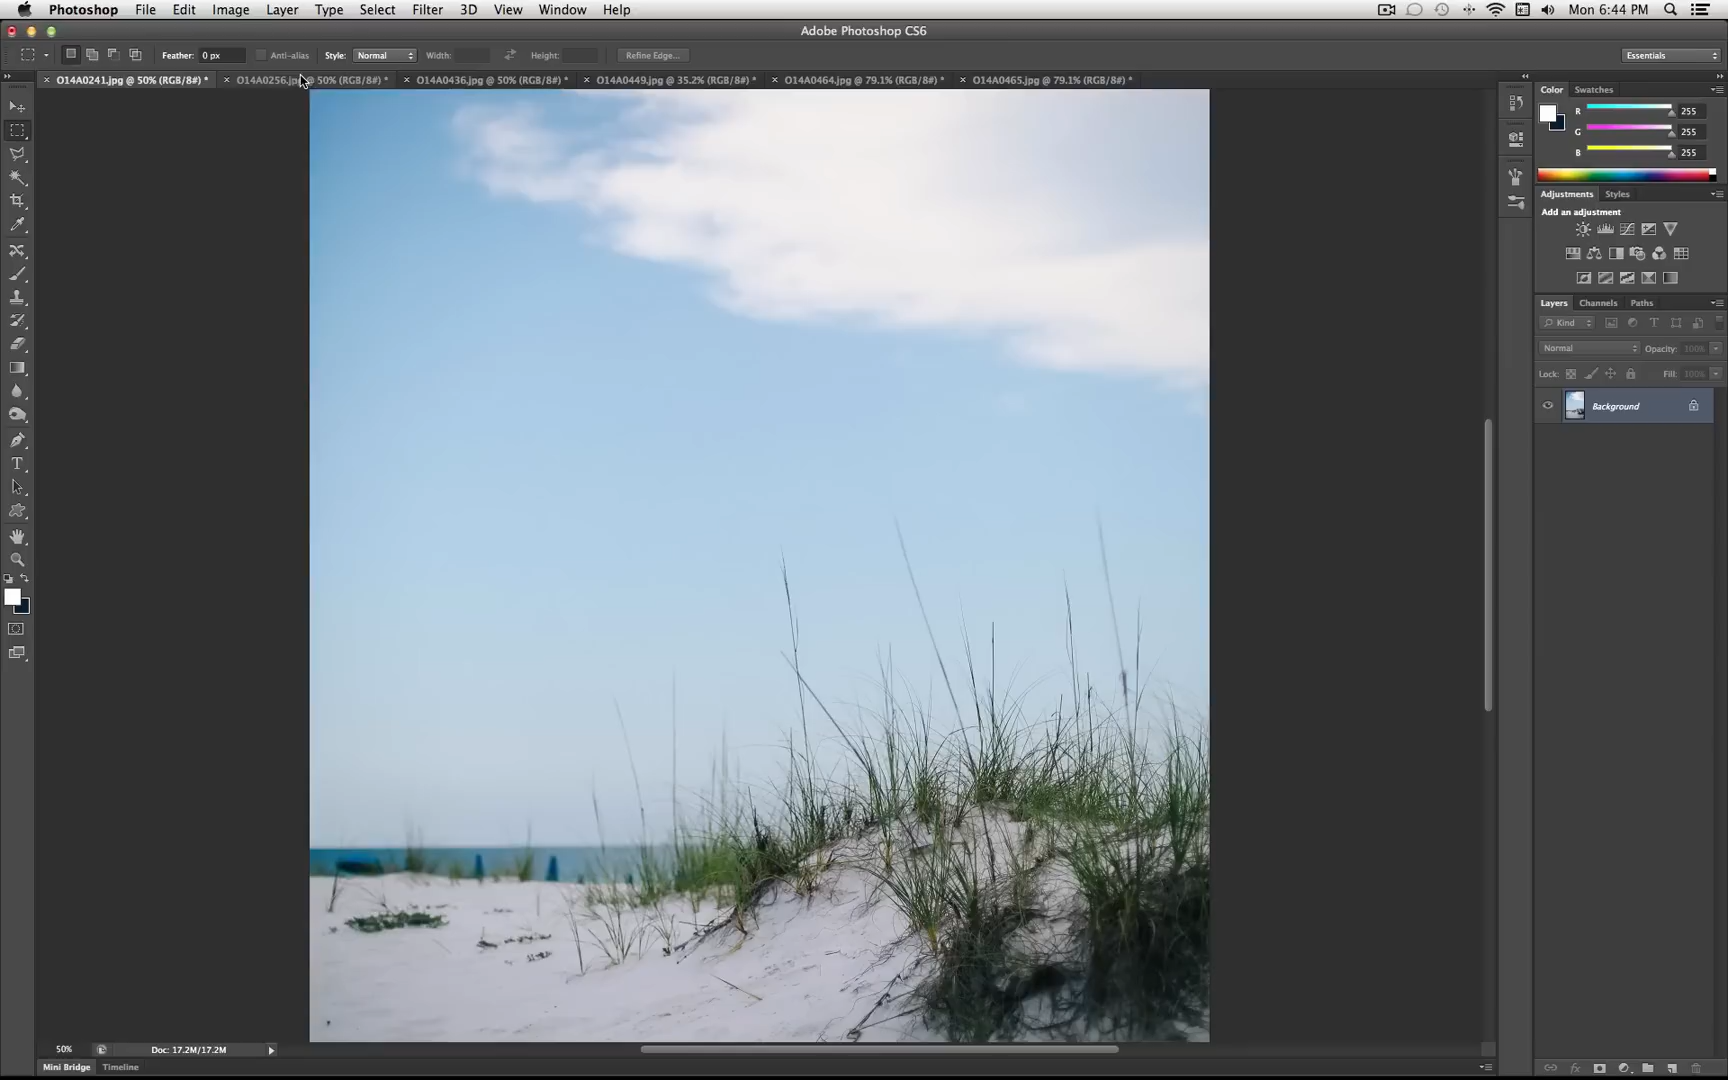 Photoshop File Edit Image Layer Type Select Filter 3D View Window Help Mon 6:44 PM
Adobe Photoshop CS6
Feather: 0 px Anti-alias Style: Normal Width: Height: Refine Edge... Essentials
O14A0241.jpg @ 50% (RGB/8#) * O14A0256.jpg @ 50% (RGB/8#) * O14A0436.jpg @ 50% (RGB/8#) * O14A0449.jpg @ 35.2% (RGB/8#) * O14A0464.jpg @ 79.1% (RGB/8#) * O14A0465.jpg @ 79.1% (RGB/8#) *
Color Swatches
R 255
G 255
B 255
Adjustments Styles
Add an adjustment
Layers Channels Paths
Kind
Normal Opacity: 100%
Lock: Fill: 100%
Background
50% Doc: 17.2M/17.2M
Mini Bridge Timeline